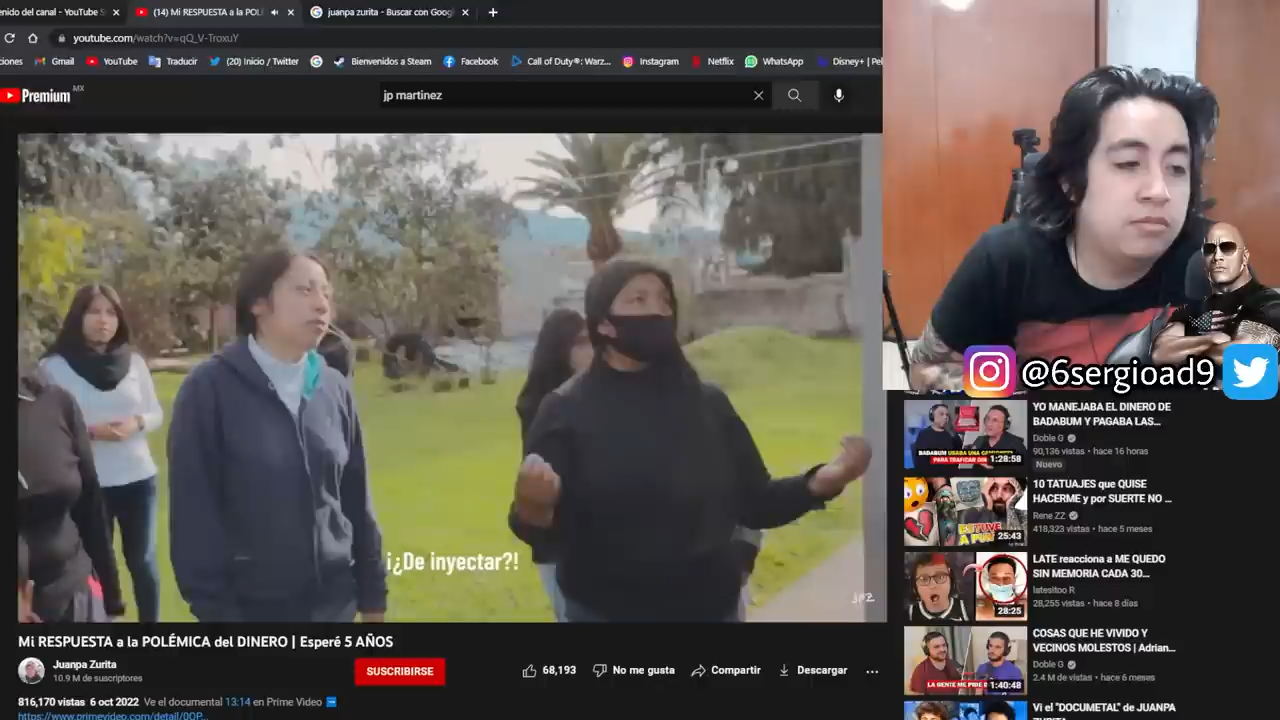 enido del canal - YouTube S
(14) Mi RESPUESTA a la POLÉ
juanpa zurita - Buscar con Goog
youtube.com/watch?v=qQ_V-TroxuY
ciones
Gmail
YouTube
Traducir
(20) Inicio / Twitter
Bienvenidos a Steam
Facebook
Call of Duty®: Warz...
Instagram
Netflix
WhatsApp
Disney+ | Pel
Premium MX
jp martinez
¡¿De inyectar?!
JPZ
@6sergioad9
Mi RESPUESTA a la POLÉMICA del DINERO | Esperé 5 AÑOS
Juanpa Zurita
10.9 M de suscriptores
SUSCRIBIRSE
68,193
No me gusta
Compartir
Descargar
816,170 vistas 6 oct 2022 Ve el documental 13:14 en Prime Video
https://www.primevideo.com/detail/0QP...
YO MANEJABA EL DINERO DE
BADABUM Y PAGABA LAS...
Doble G
90,136 vistas • hace 16 horas
Nuevo
1:28:58
10 TATUAJES que QUISE
HACERME y por SUERTE NO ...
Rene ZZ
418,323 vistas • hace 5 meses
25:43
LATE reacciona a ME QUEDO
SIN MEMORIA CADA 30...
latesitoo R
28,255 vistas • hace 8 días
28:25
COSAS QUE HE VIVIDO Y
VECINOS MOLESTOS | Adrian...
Doble G
2.4 M de vistas • hace 6 meses
1:40:48
Vi el "DOCUMETAL" de JUANPA
ZURITA